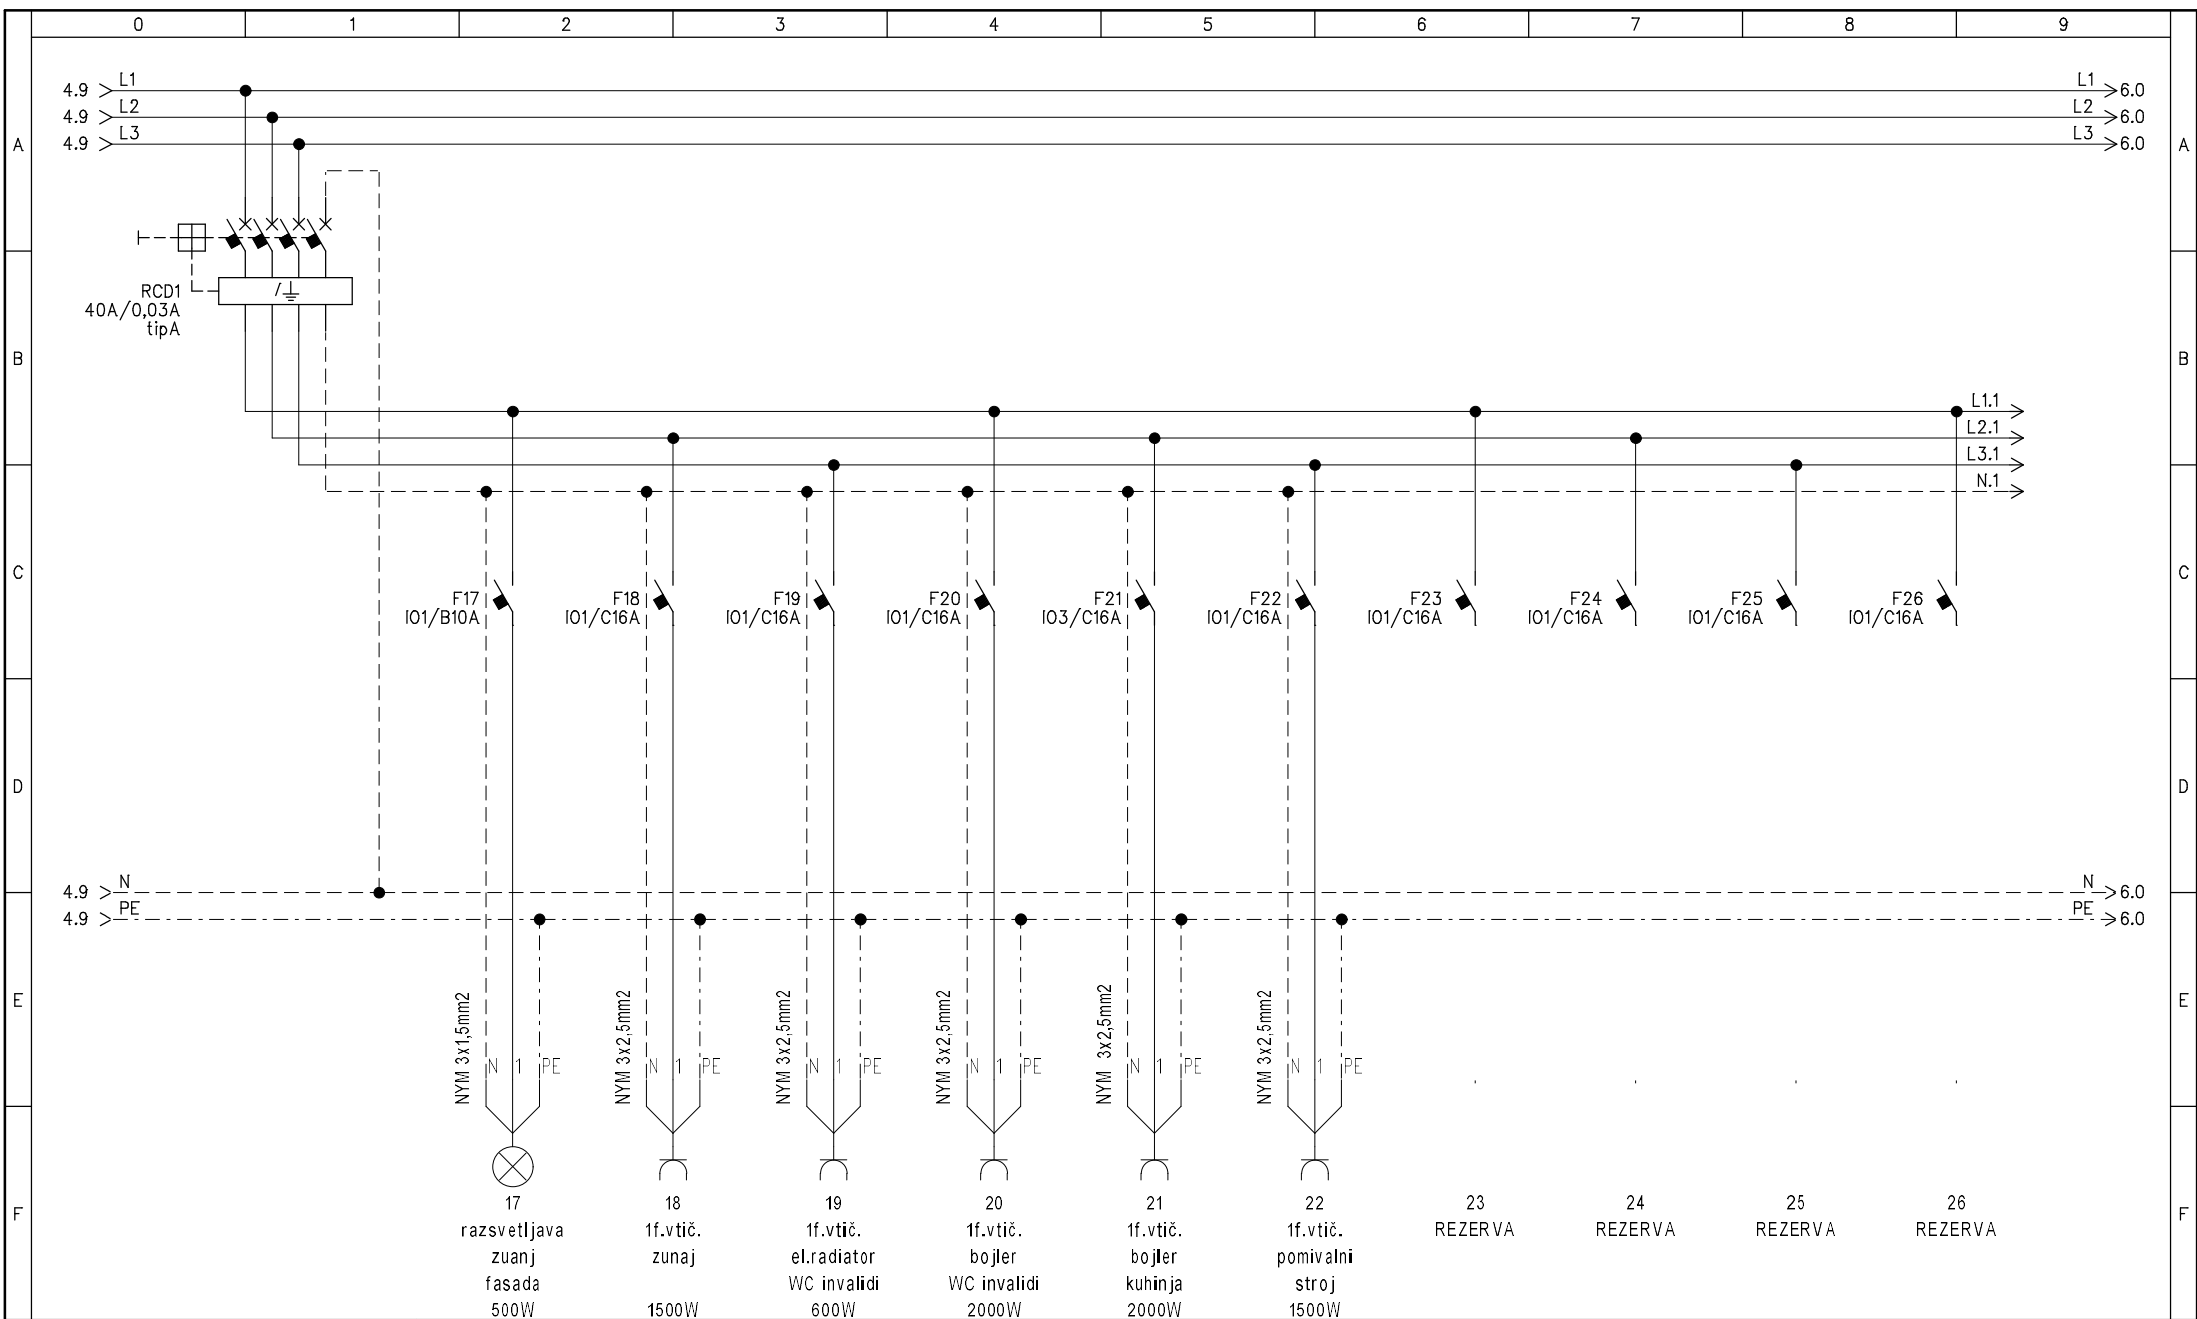 0 1 2 3 4 5 6 7 8 9
4.9 L1 L1 6.0
4.9 L2 L2 6.0
4.9 L3 L3 6.0
A A
RCD1
40A/0,03A
tipA
B B
L1.1
L2.1
L3.1
N.1
C C
F17 F18 F19 F20 F21 F22 F23 F24 F25 F26
I01/B10A I01/C16A I01/C16A I01/C16A I03/C16A I01/C16A I01/C16A I01/C16A I01/C16A I01/C16A
D D
4.9 N N 6.0
4.9 PE PE 6.0
E E
NYM 3x1,5mm2
NYM 3x2,5mm2
NYM 3x2,5mm2
NYM 3x2,5mm2
NYM 3x2,5mm2
NYM 3x2,5mm2
N 1 PE N 1 PE N 1 PE N 1 PE N 1 PE N 1 PE
F F
17
razsvetljava
zuanj
fasada
500W
18
1f.vtič.
zunaj
1500W
19
1f.vtič.
el.radiator
WC invalidi
600W
20
1f.vtič.
bojler
WC invalidi
2000W
21
1f.vtič.
bojler
kuhinja
2000W
22
1f.vtič.
pomivalni
stroj
1500W
23
REZERVA
24
REZERVA
25
REZERVA
26
REZERVA